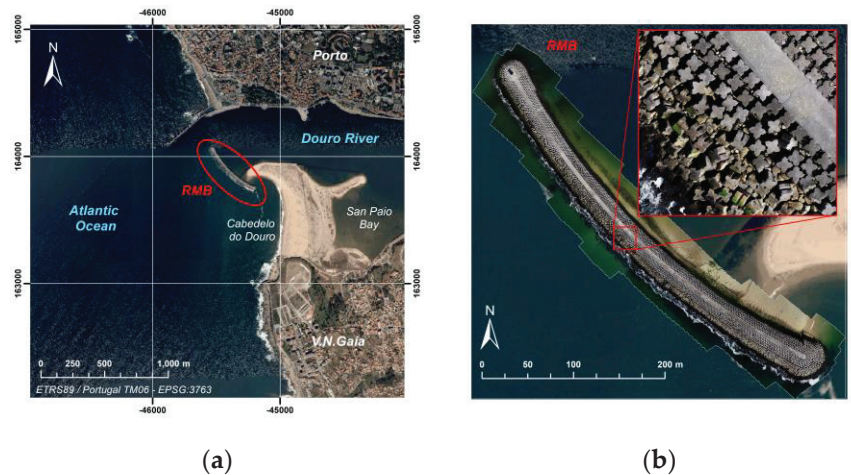 -46000 -45000
165000 165000
N
Porto
Douro River
164000 164000
RMB
Atlantic
Ocean
Cabedelo
do Douro
San Paio
Bay
163000 163000
V.N.Gaia
0 250 500 1,000 m
ETRS89 / Portugal TM06 - EPSG:3763
-46000 -45000
(a)
RMB
N
0 50 100 200 m
(b)